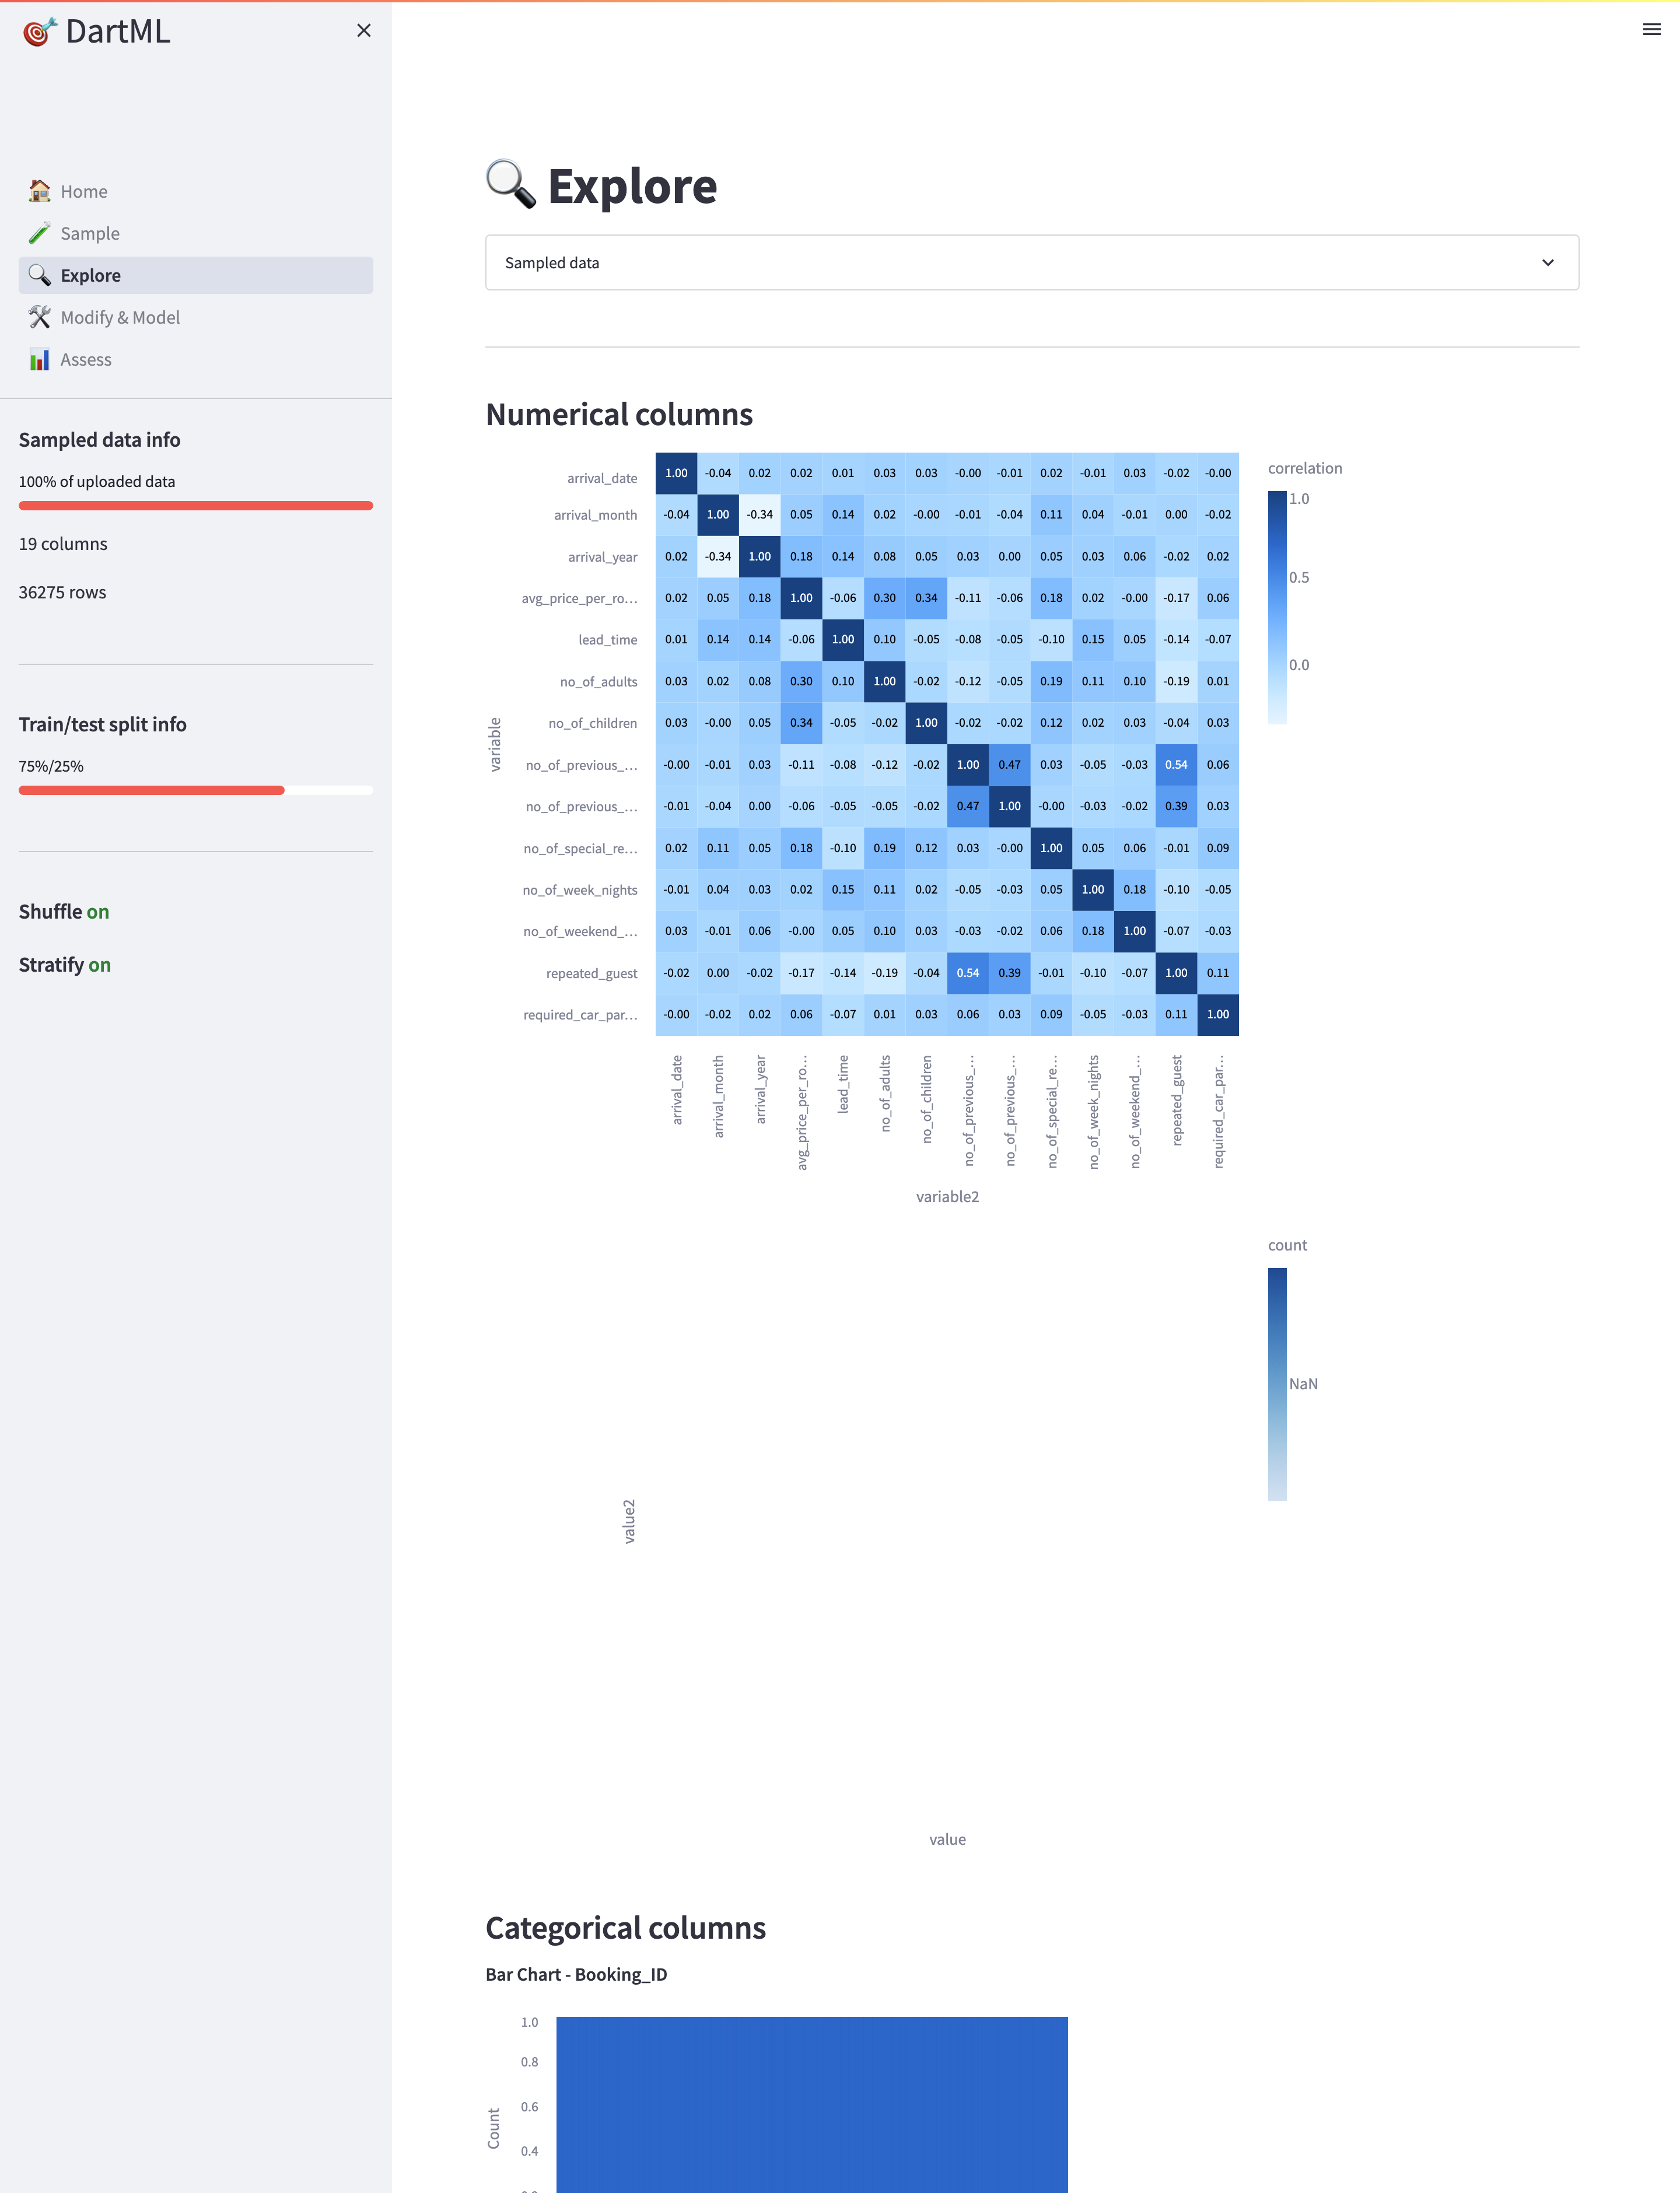 DartML
Home
Sample
Explore
Modify & Model
Assess
Sampled data info
100% of uploaded data
19 columns
36275 rows
Train/test split info
75%/25%
Shuffle on
Stratify on
Explore
Sampled data
Numerical columns
variable
arrival_date 1.00 -0.04 0.02 0.02 0.01 0.03 0.03 -0.00 -0.01 0.02 -0.01 0.03 -0.02 -0.00
arrival_month -0.04 1.00 -0.34 0.05 0.14 0.02 -0.00 -0.01 -0.04 0.11 0.04 -0.01 0.00 -0.02
arrival_year 0.02 -0.34 1.00 0.18 0.14 0.08 0.05 0.03 0.00 0.05 0.03 0.06 -0.02 0.02
avg_price_per_ro… 0.02 0.05 0.18 1.00 -0.06 0.30 0.34 -0.11 -0.06 0.18 0.02 -0.00 -0.17 0.06
lead_time 0.01 0.14 0.14 -0.06 1.00 0.10 -0.05 -0.08 -0.05 -0.10 0.15 0.05 -0.14 -0.07
no_of_adults 0.03 0.02 0.08 0.30 0.10 1.00 -0.02 -0.12 -0.05 0.19 0.11 0.10 -0.19 0.01
no_of_children 0.03 -0.00 0.05 0.34 -0.05 -0.02 1.00 -0.02 -0.02 0.12 0.02 0.03 -0.04 0.03
no_of_previous_… -0.00 -0.01 0.03 -0.11 -0.08 -0.12 -0.02 1.00 0.47 0.03 -0.05 -0.03 0.54 0.06
no_of_previous_… -0.01 -0.04 0.00 -0.06 -0.05 -0.05 -0.02 0.47 1.00 -0.00 -0.03 -0.02 0.39 0.03
no_of_special_re… 0.02 0.11 0.05 0.18 -0.10 0.19 0.12 0.03 -0.00 1.00 0.05 0.06 -0.01 0.09
no_of_week_nights -0.01 0.04 0.03 0.02 0.15 0.11 0.02 -0.05 -0.03 0.05 1.00 0.18 -0.10 -0.05
no_of_weekend_… 0.03 -0.01 0.06 -0.00 0.05 0.10 0.03 -0.03 -0.02 0.06 0.18 1.00 -0.07 -0.03
repeated_guest -0.02 0.00 -0.02 -0.17 -0.14 -0.19 -0.04 0.54 0.39 -0.01 -0.10 -0.07 1.00 0.11
required_car_par… -0.00 -0.02 0.02 0.06 -0.07 0.01 0.03 0.06 0.03 0.09 -0.05 -0.03 0.11 1.00
arrival_date
arrival_month
arrival_year
avg_price_per_ro…
lead_time
no_of_adults
no_of_children
no_of_previous_…
no_of_previous_…
no_of_special_re…
no_of_week_nights
no_of_weekend_…
repeated_guest
required_car_par…
variable2
correlation
1.0
0.5
0.0
count
NaN
value2
value
Categorical columns
Bar Chart - Booking_ID
Count
1.0
0.8
0.6
0.4